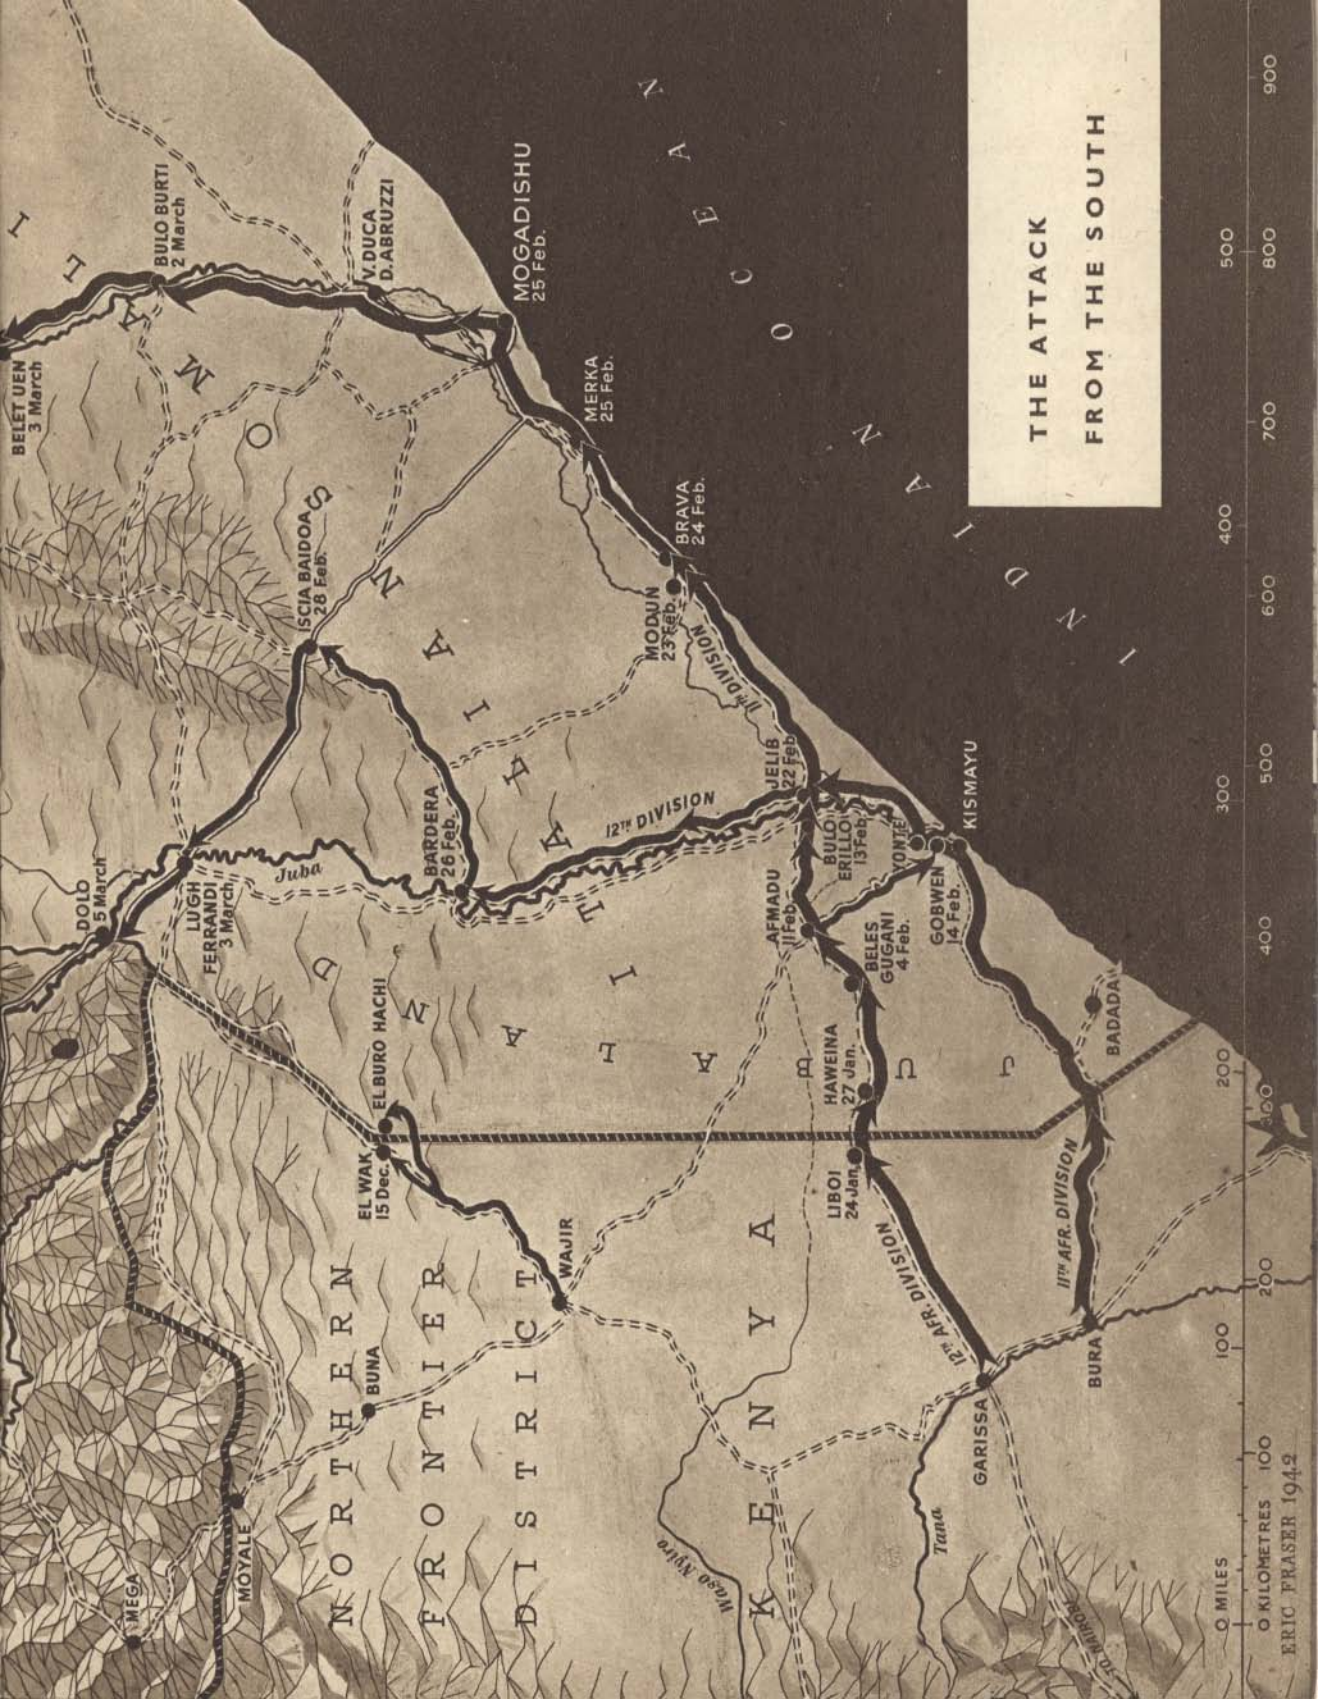 THE ATTACK
FROM THE SOUTH
BELET UEN
3 March
BULO BURTI
2 March
V. DUCA
D. ABRUZZI
MOGADISHU
25 Feb.
MERKA
25 Feb.
BRAVA
24 Feb.
MODUN
23 Feb.
11TH DIVISION
ISCIA BAIDOA
28 Feb.
DOLO
5 March
LUGH
FERRANDI
3 March
Juba
BARDERA
26 Feb.
12TH DIVISION
JELIB
22 Feb.
BULO
ERILLO
13 Feb.
YONTE
KISMAYU
GOBWEN
14 Feb.
AFMADU
11 Feb.
BELES
GUGANI
4 Feb.
HAWEINA
27 Jan.
LIBOI
24 Jan.
BADADA
EL BURO HACHI
EL WAK
15 Dec.
WAJIR
BUNA
MOYALE
MEGA
12TH AFR. DIVISION
11TH AFR. DIVISION
GARISSA
BURA
Tana
Uaso Nyiro
TO NAIROBI
ITALIAN SOMALI
JUBALAND
NORTHERN
FRONTIER
DISTRICT
KENYA
INDIAN OCEAN
0 MILES 100 200 300 400 500
0 KILOMETRES 100 200 300 400 500 600 700 800 900
ERIC FRASER 1942